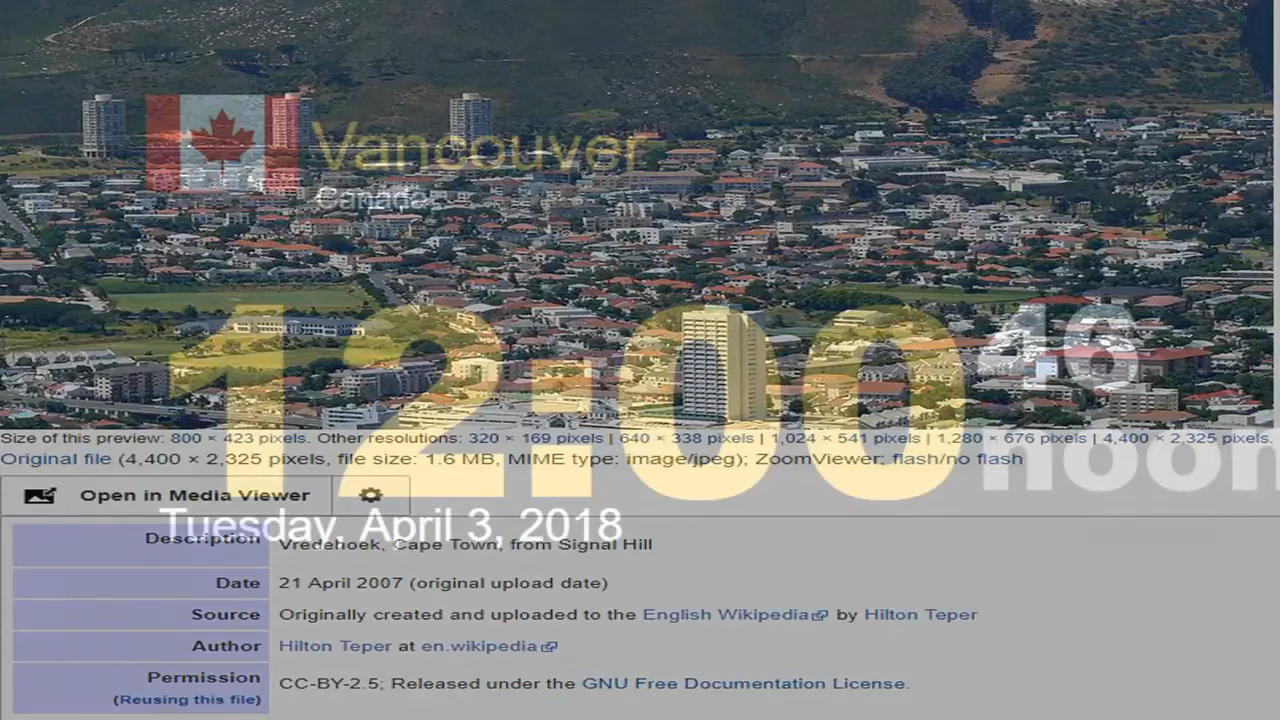 Vancouver
Canada
12:00 46
noon
Size of this preview: 800 × 423 pixels. Other resolutions: 320 × 169 pixels | 640 × 338 pixels | 1,024 × 541 pixels | 1,280 × 676 pixels | 4,400 × 2,325 pixels.
Original file (4,400 × 2,325 pixels, file size: 1.6 MB, MIME type: image/jpeg); ZoomViewer: flash/no flash
Open in Media Viewer
Tuesday, April 3, 2018
Description Vredehoek, Cape Town, from Signal Hill
Date 21 April 2007 (original upload date)
Source Originally created and uploaded to the English Wikipedia by Hilton Teper
Author Hilton Teper at en.wikipedia
Permission
(Reusing this file) CC-BY-2.5; Released under the GNU Free Documentation License.